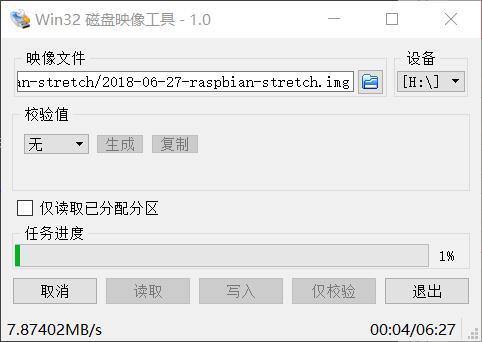 Win32 磁盘映像工具 - 1.0
映像文件
设备
an-stretch/2018-06-27-raspbian-stretch.img
[H:\]
校验值
无
生成
复制
仅读取已分配分区
任务进度
1%
取消
读取
写入
仅校验
退出
7.87402MB/s
00:04/06:27